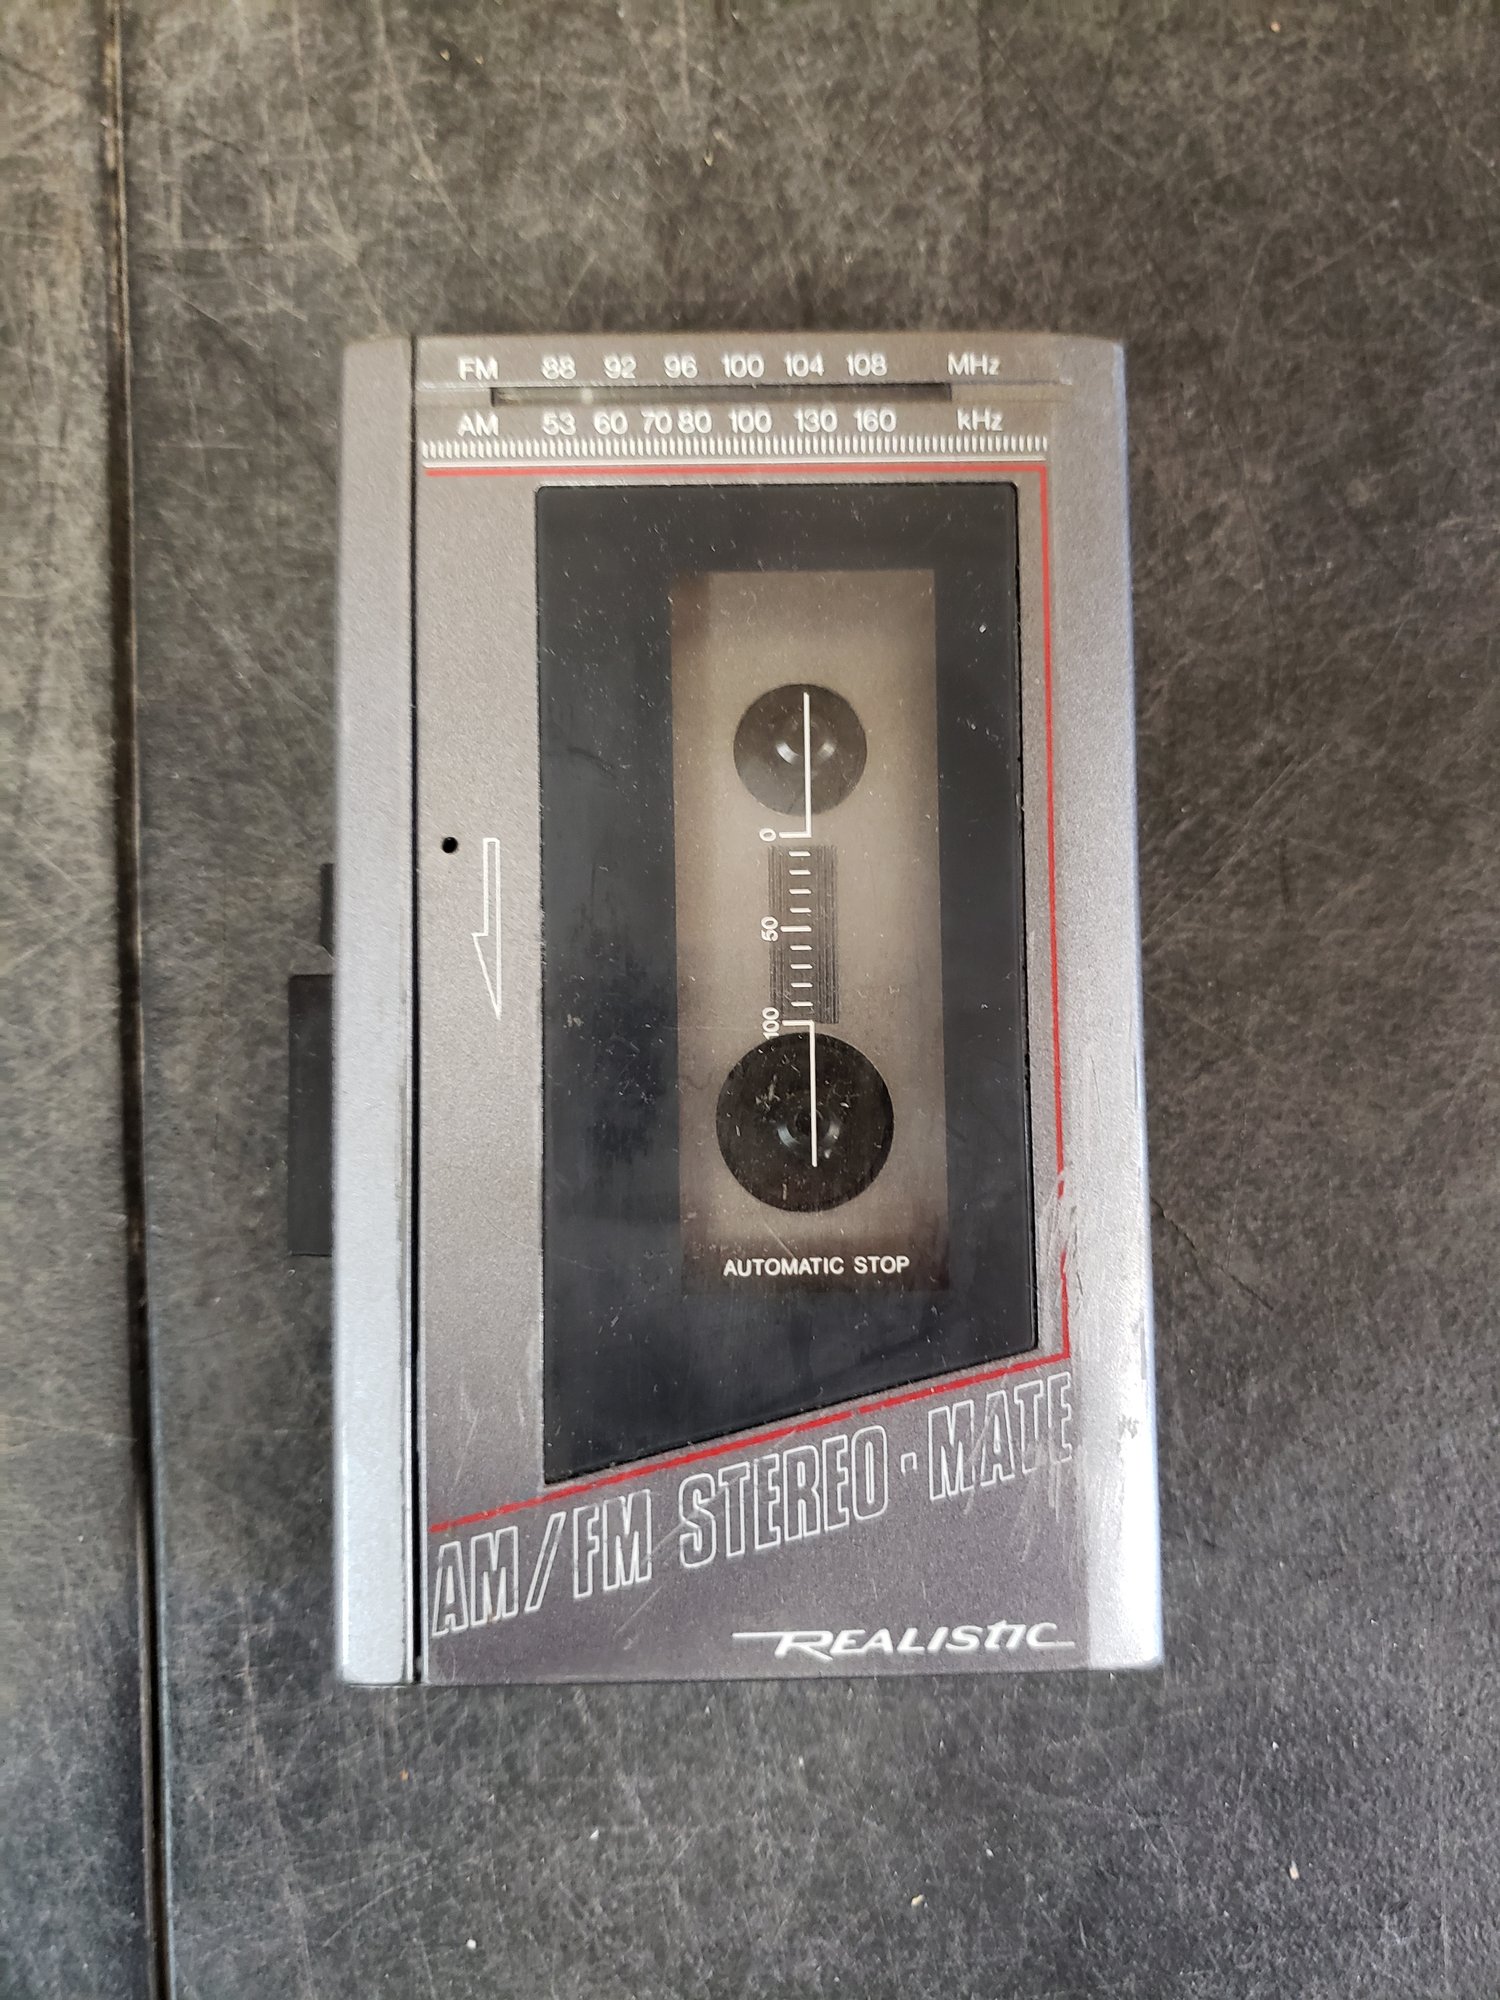 FM 88 92 96 100 104 108 MHz
AM 53 60 70 80 100 130 160 kHz
0
50
100
AUTOMATIC STOP
AM/FM STEREO·MATE
REALISTIC